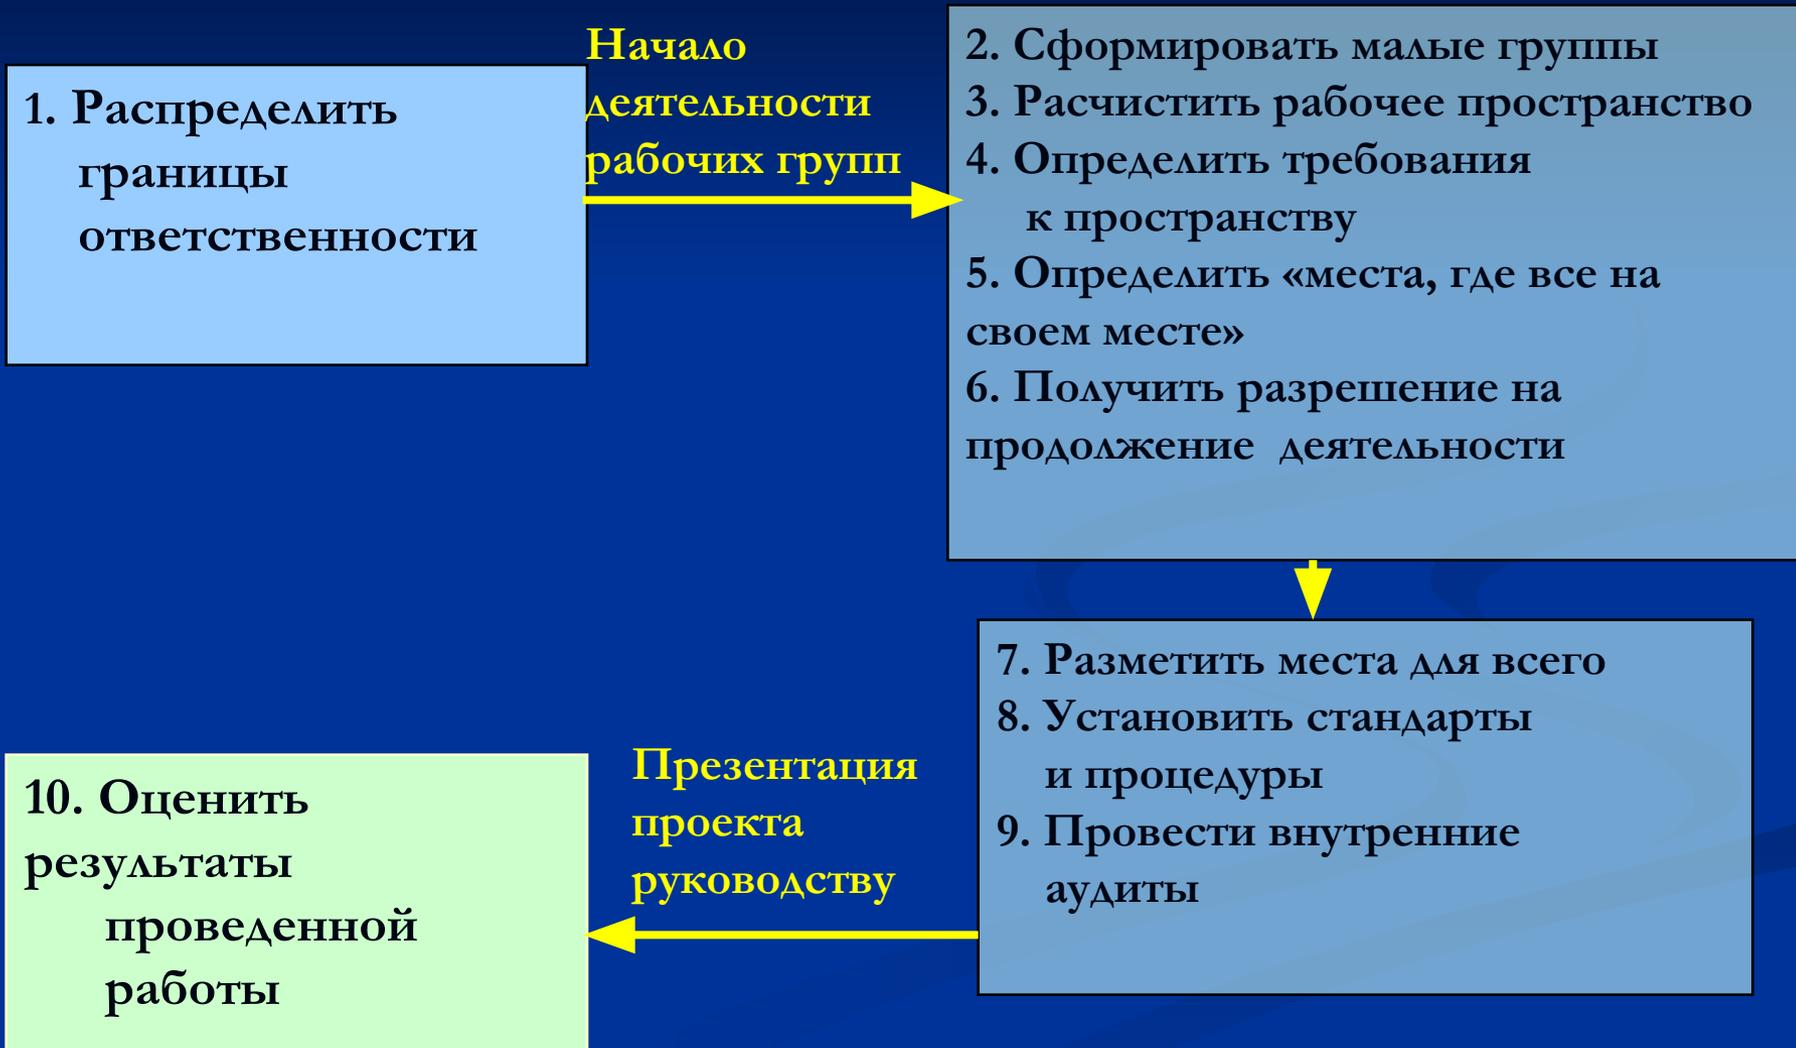 1. Распределить
границы
ответственности
Начало
деятельности
рабочих групп
2. Сформировать малые группы
3. Расчистить рабочее пространство
4. Определить требования
к пространству
5. Определить «места, где все на
своем месте»
6. Получить разрешение на
продолжение деятельности
7. Разметить места для всего
8. Установить стандарты
и процедуры
9. Провести внутренние
аудиты
Презентация
проекта
руководству
10. Оценить
результаты
проведенной
работы